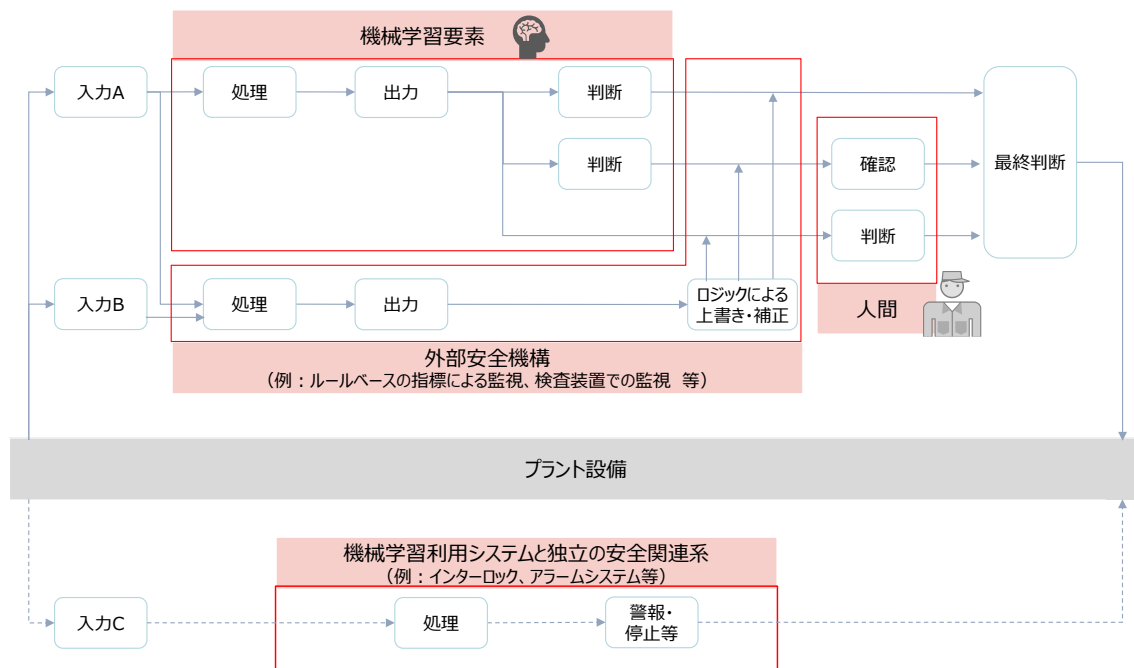 機械学習要素
入力A
処理
出力
判断
判断
確認
判断
最終判断
人間
入力B
処理
出力
ロジックによる
上書き・補正
外部安全機構
（例：ルールベースの指標による監視、検査装置での監視 等）
プラント設備
機械学習利用システムと独立の安全関連系
（例：インターロック、アラームシステム等）
入力C
処理
警報・
停止等